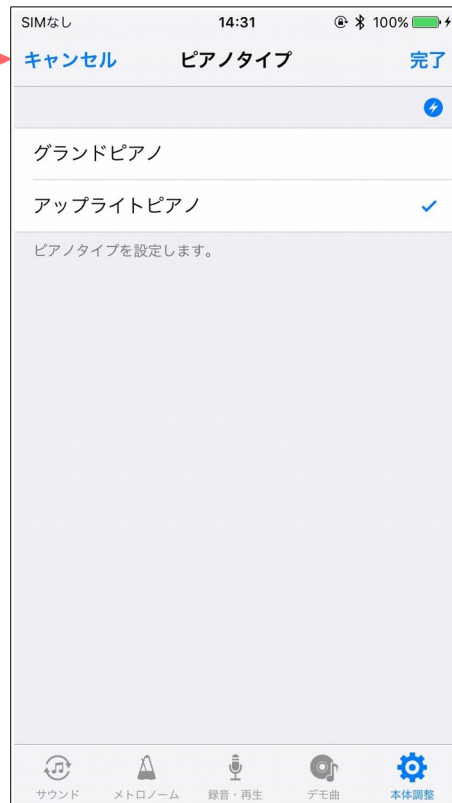 SIMなし 14:31 100%
キャンセル ピアノタイプ 完了
グランドピアノ
アップライトピアノ
ピアノタイプを設定します。
サウンド メトロノーム 録音・再生 デモ曲 本体調整